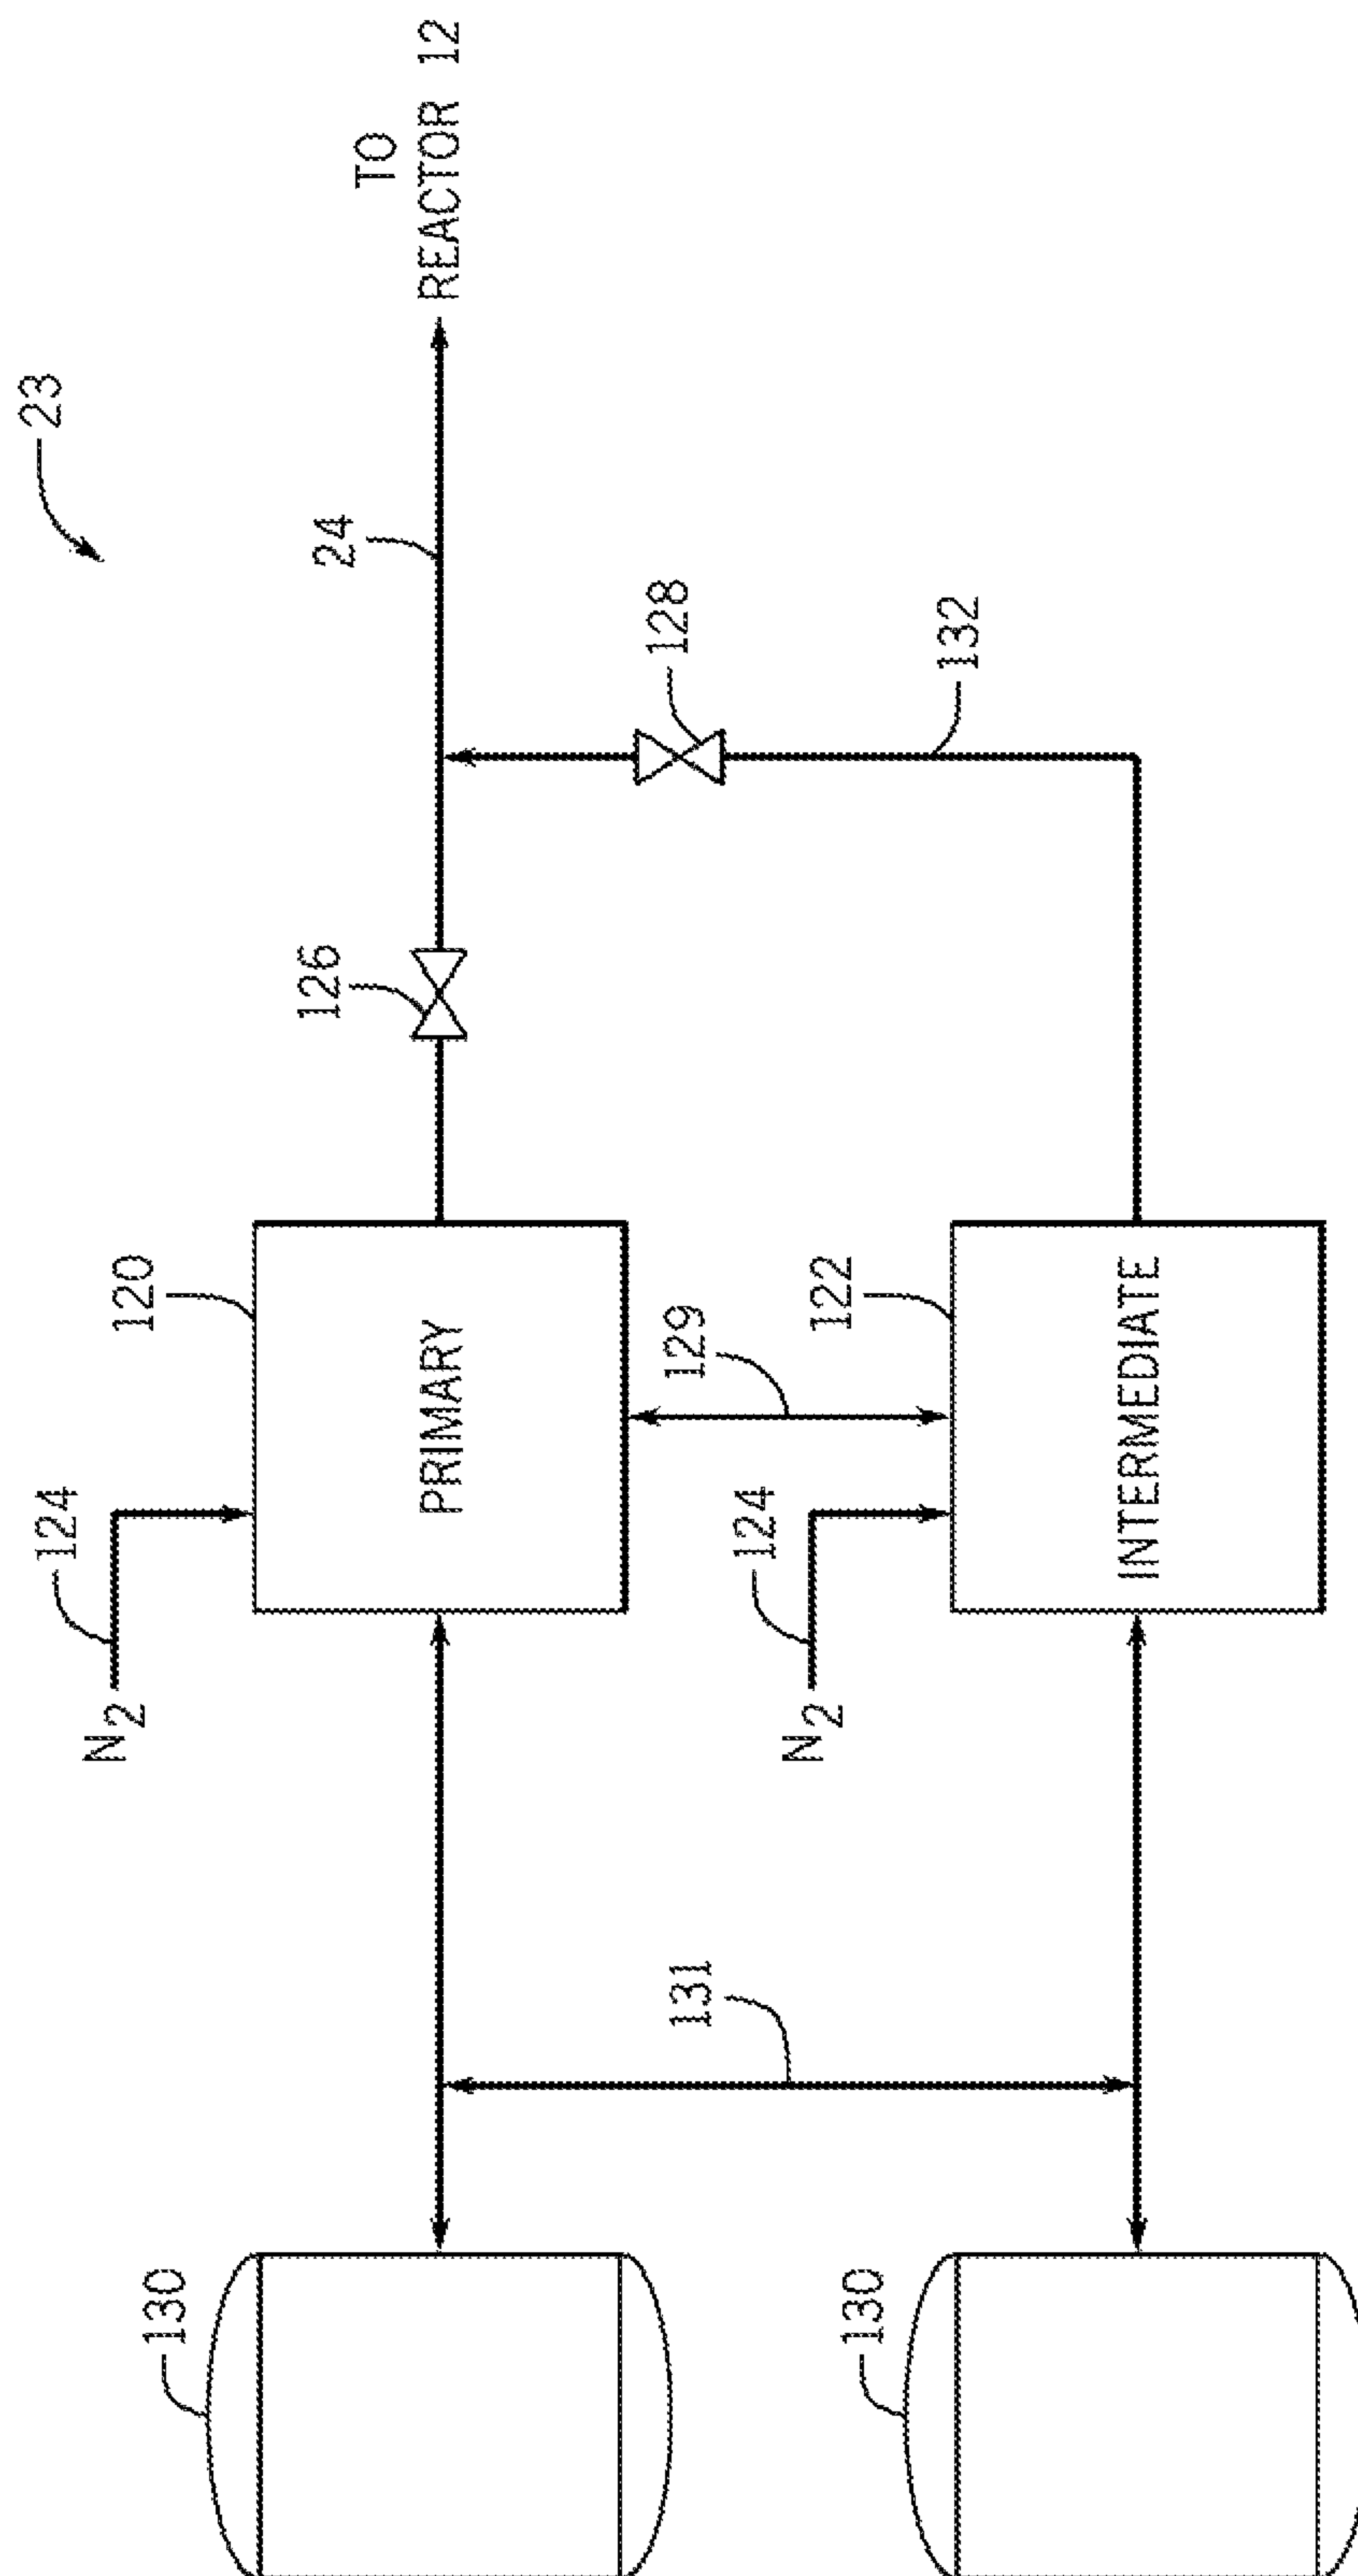 23
TO
REACTOR 12
24
126
128
132
124
N2
120
PRIMARY
129
124
N2
122
INTERMEDIATE
131
130
130